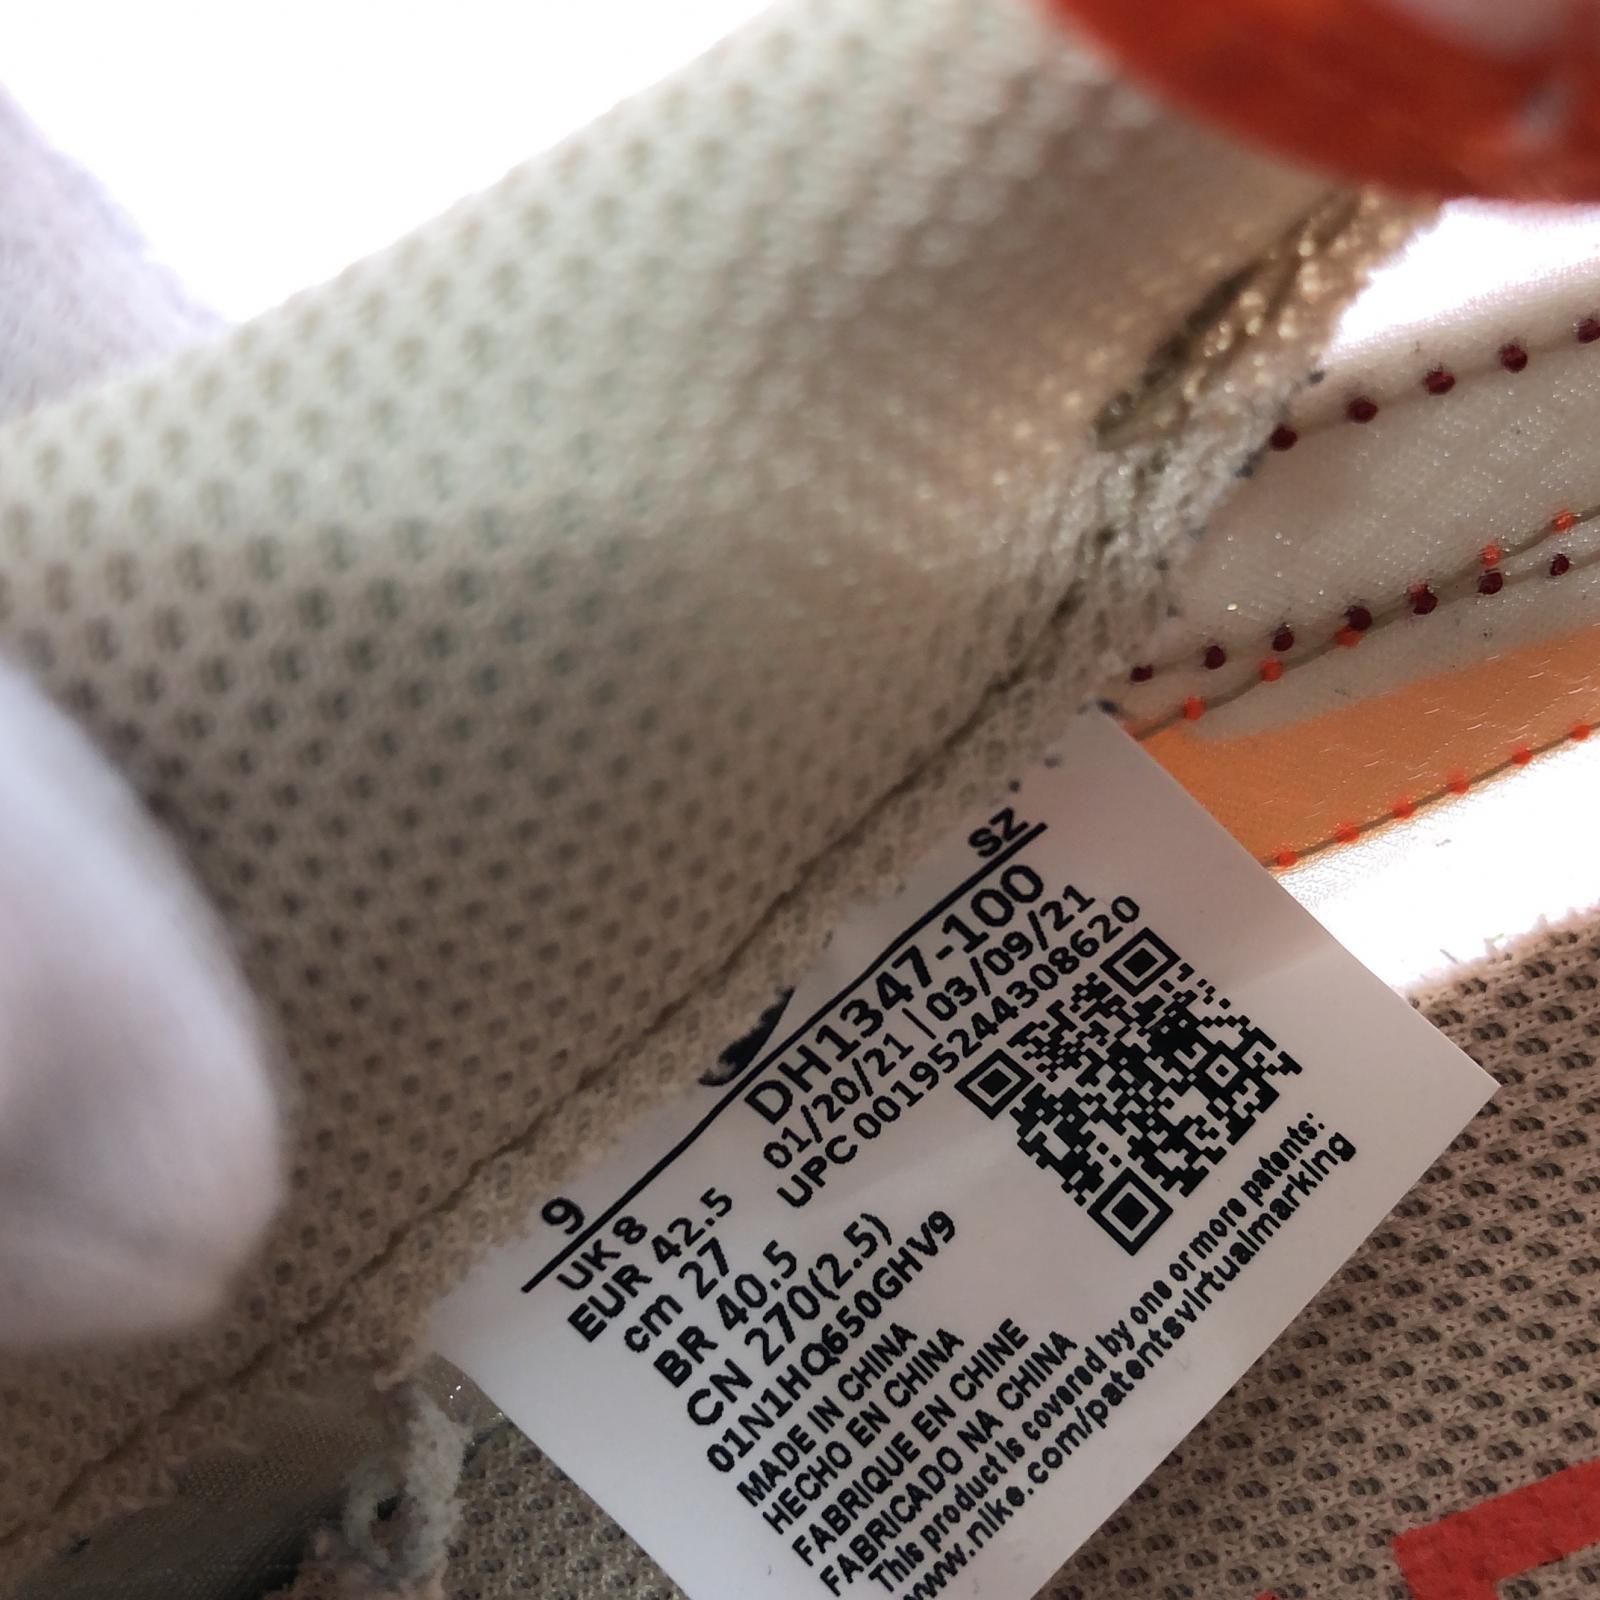 SZ
9
UK 8
EUR 42.5
cm 27
BR 40.5
CN 270(2.5)
01N1HQ650GHV9
DH1347-100
01/20/21 | 03/09/21
UPC 00195244308620
MADE IN CHINA
HECHO EN CHINA
FABRIQUE EN CHINE
FABRICADO NA CHINA
This product is covered by one or more patents:
www.nike.com/patentsvirtualmarking